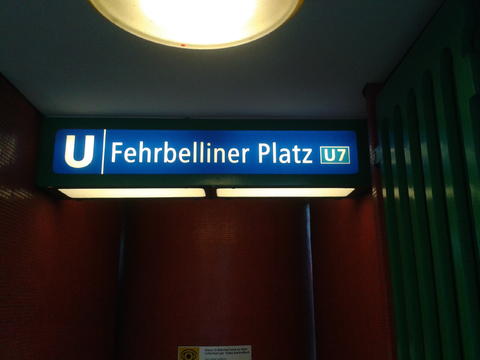 U Fehrbelliner Platz U7